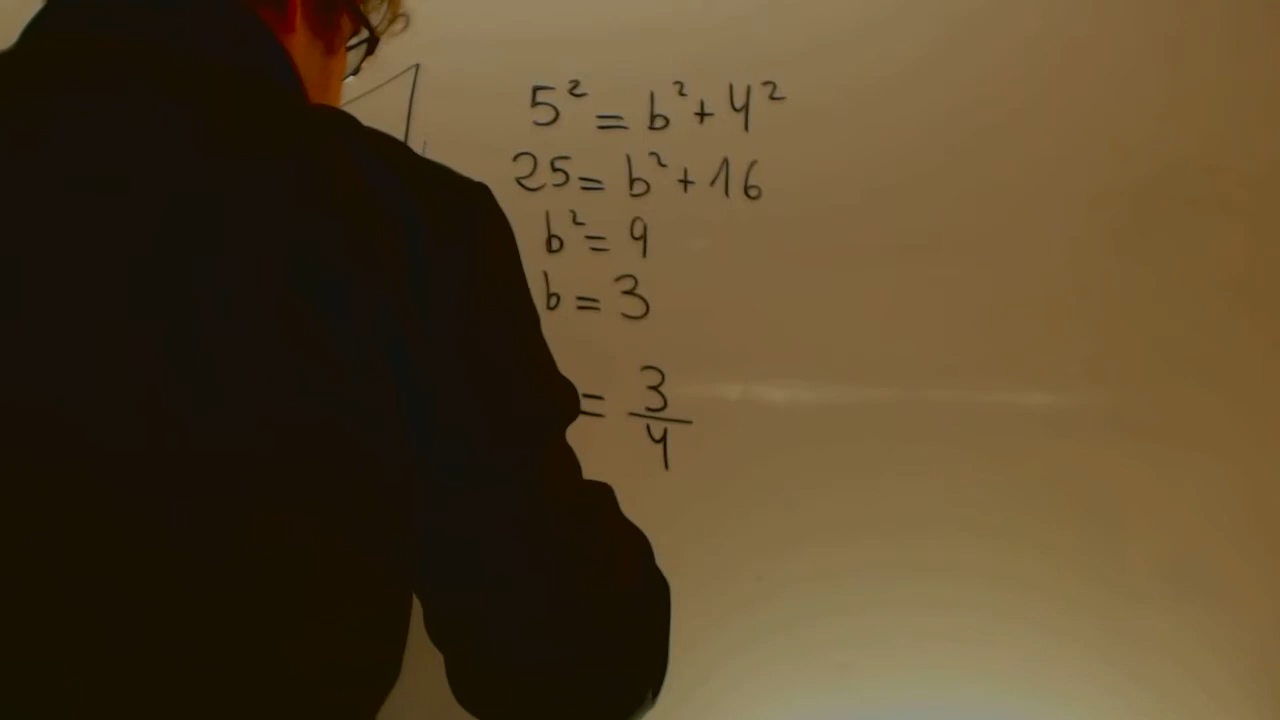 5² = b² + 4²
25 = b² + 16
b² = 9
b = 3
= 3/4